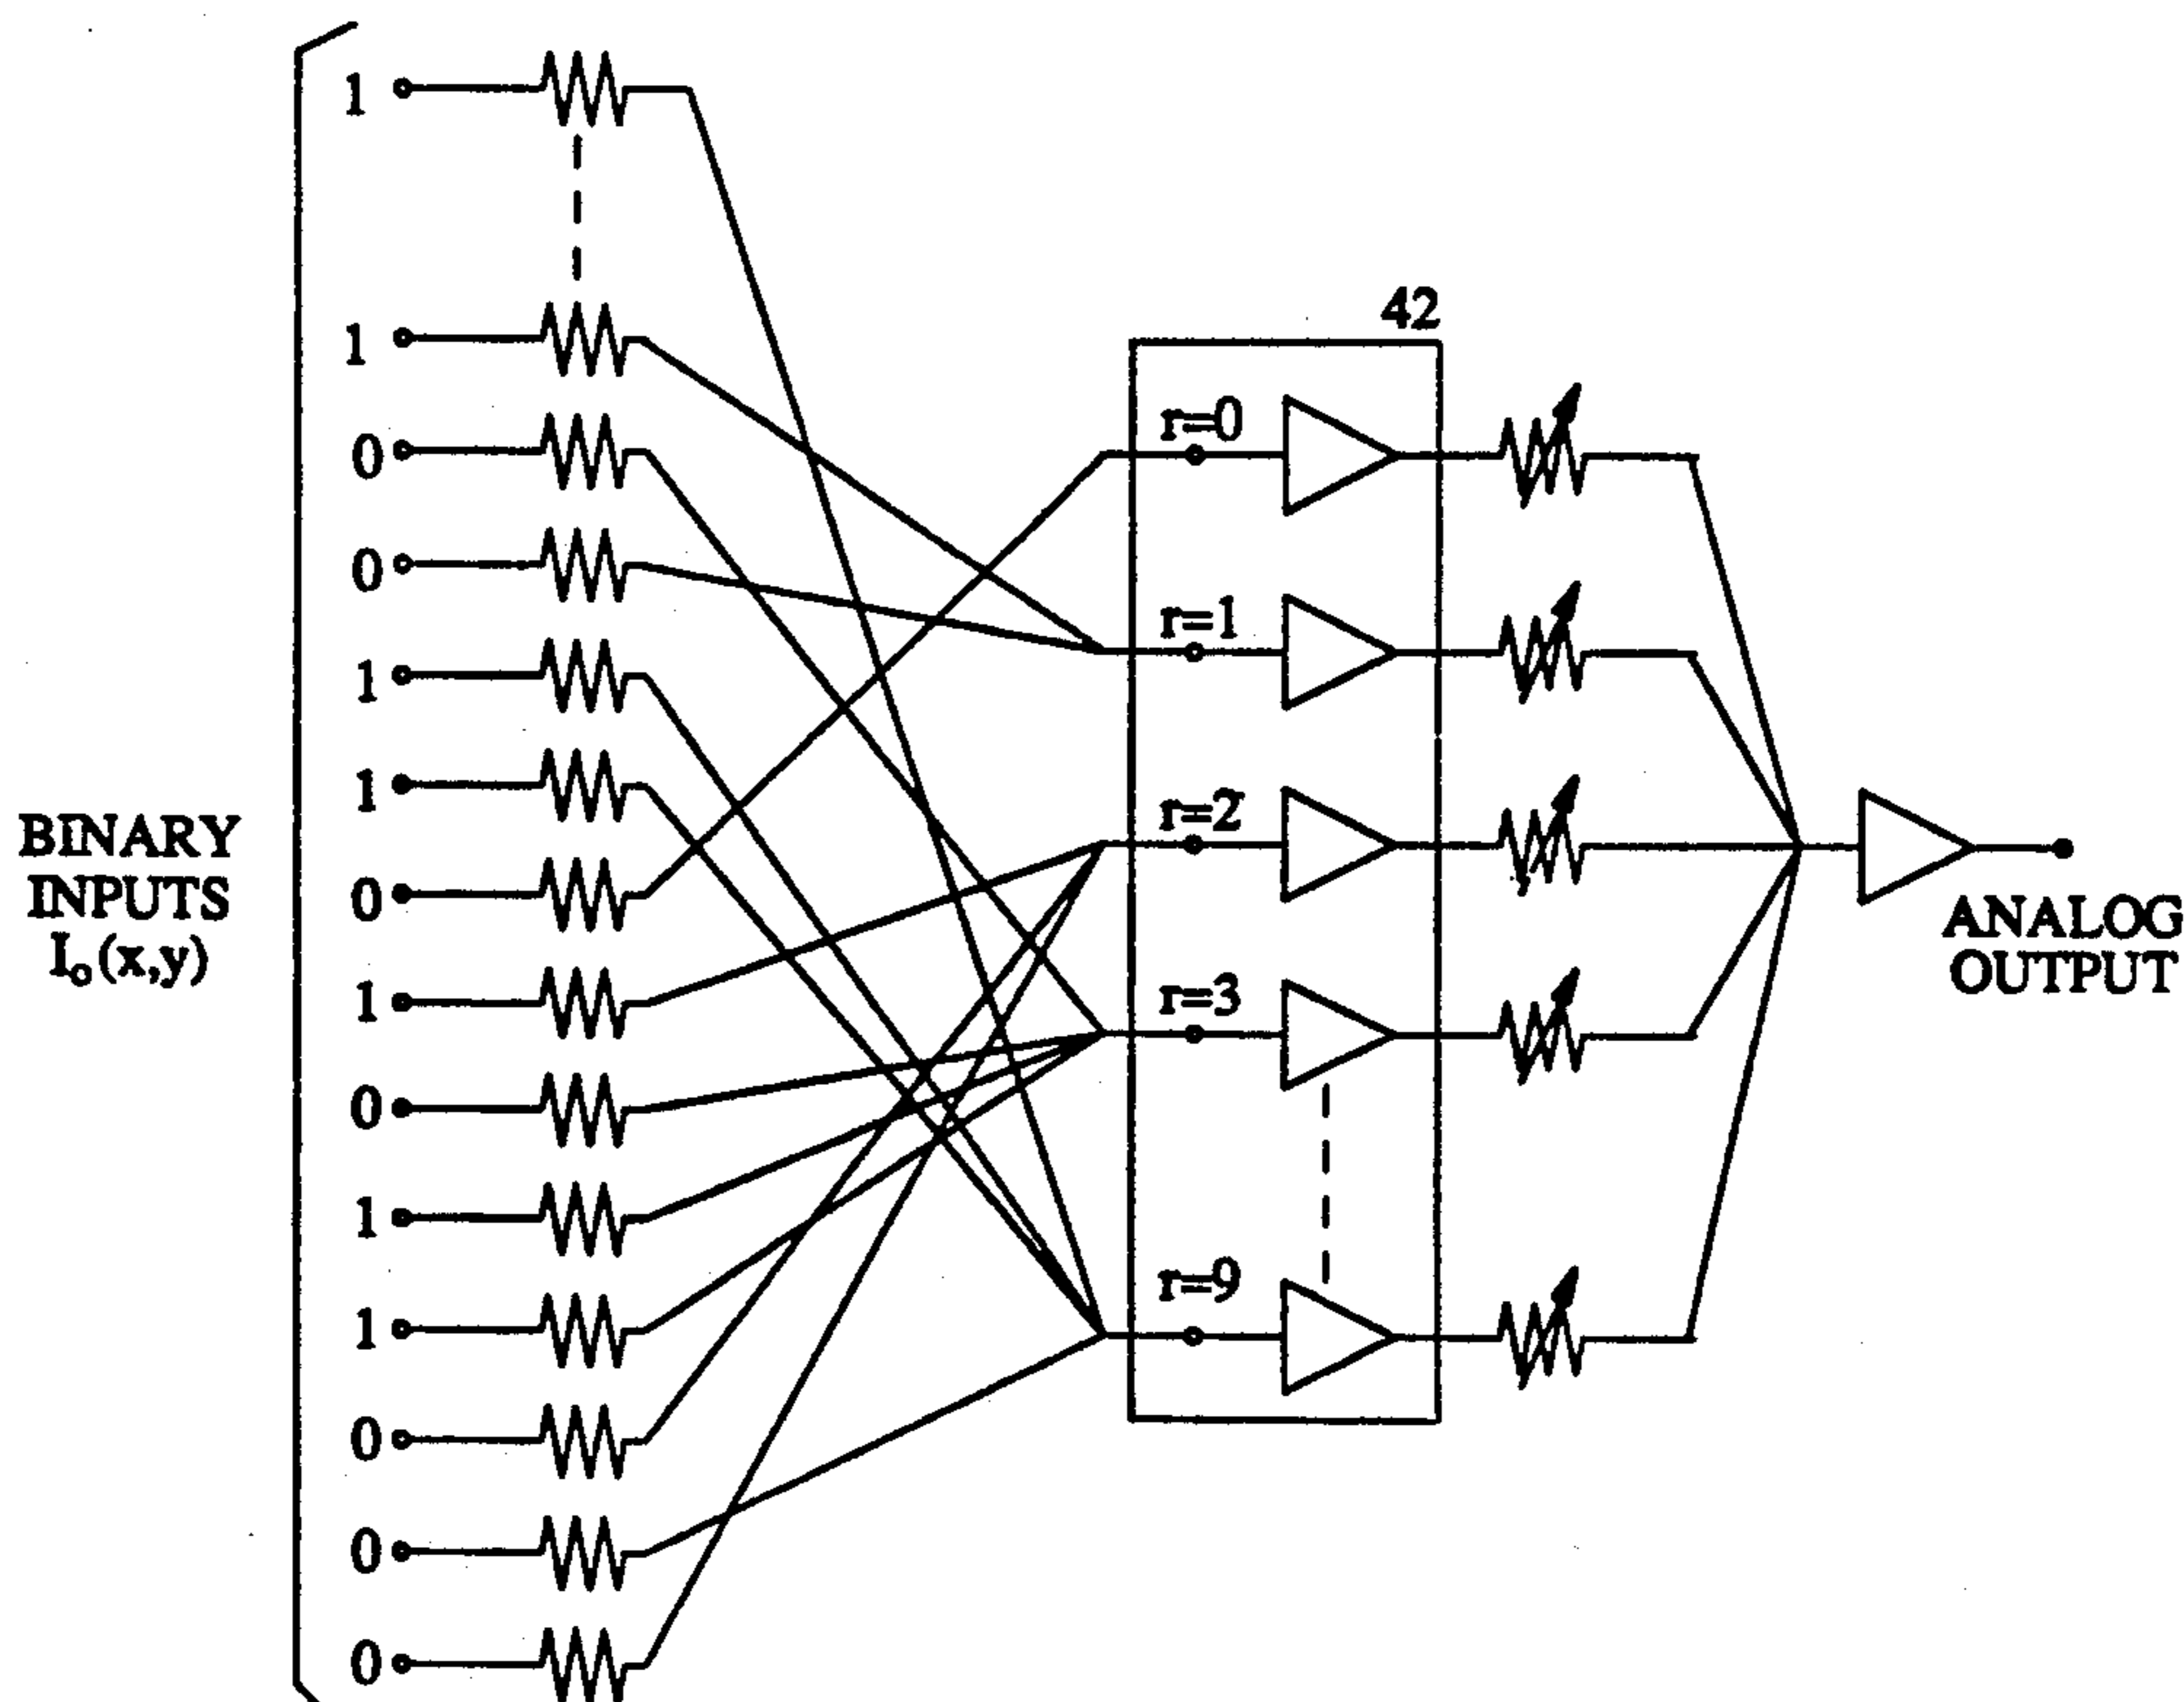 1
1
0
0
1
1
0
1
0
1
1
0
0
0
BINARY
INPUTS
I₀(x,y)
42
r=0
r=1
r=2
r=3
r=9
ANALOG
OUTPUT